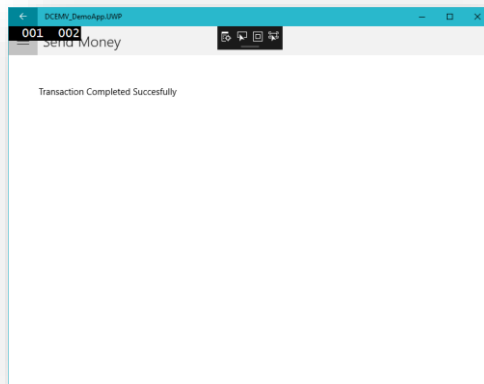 DCEMV_DemoApp.UWP
001 002
Send Money
Transaction Completed Succesfully